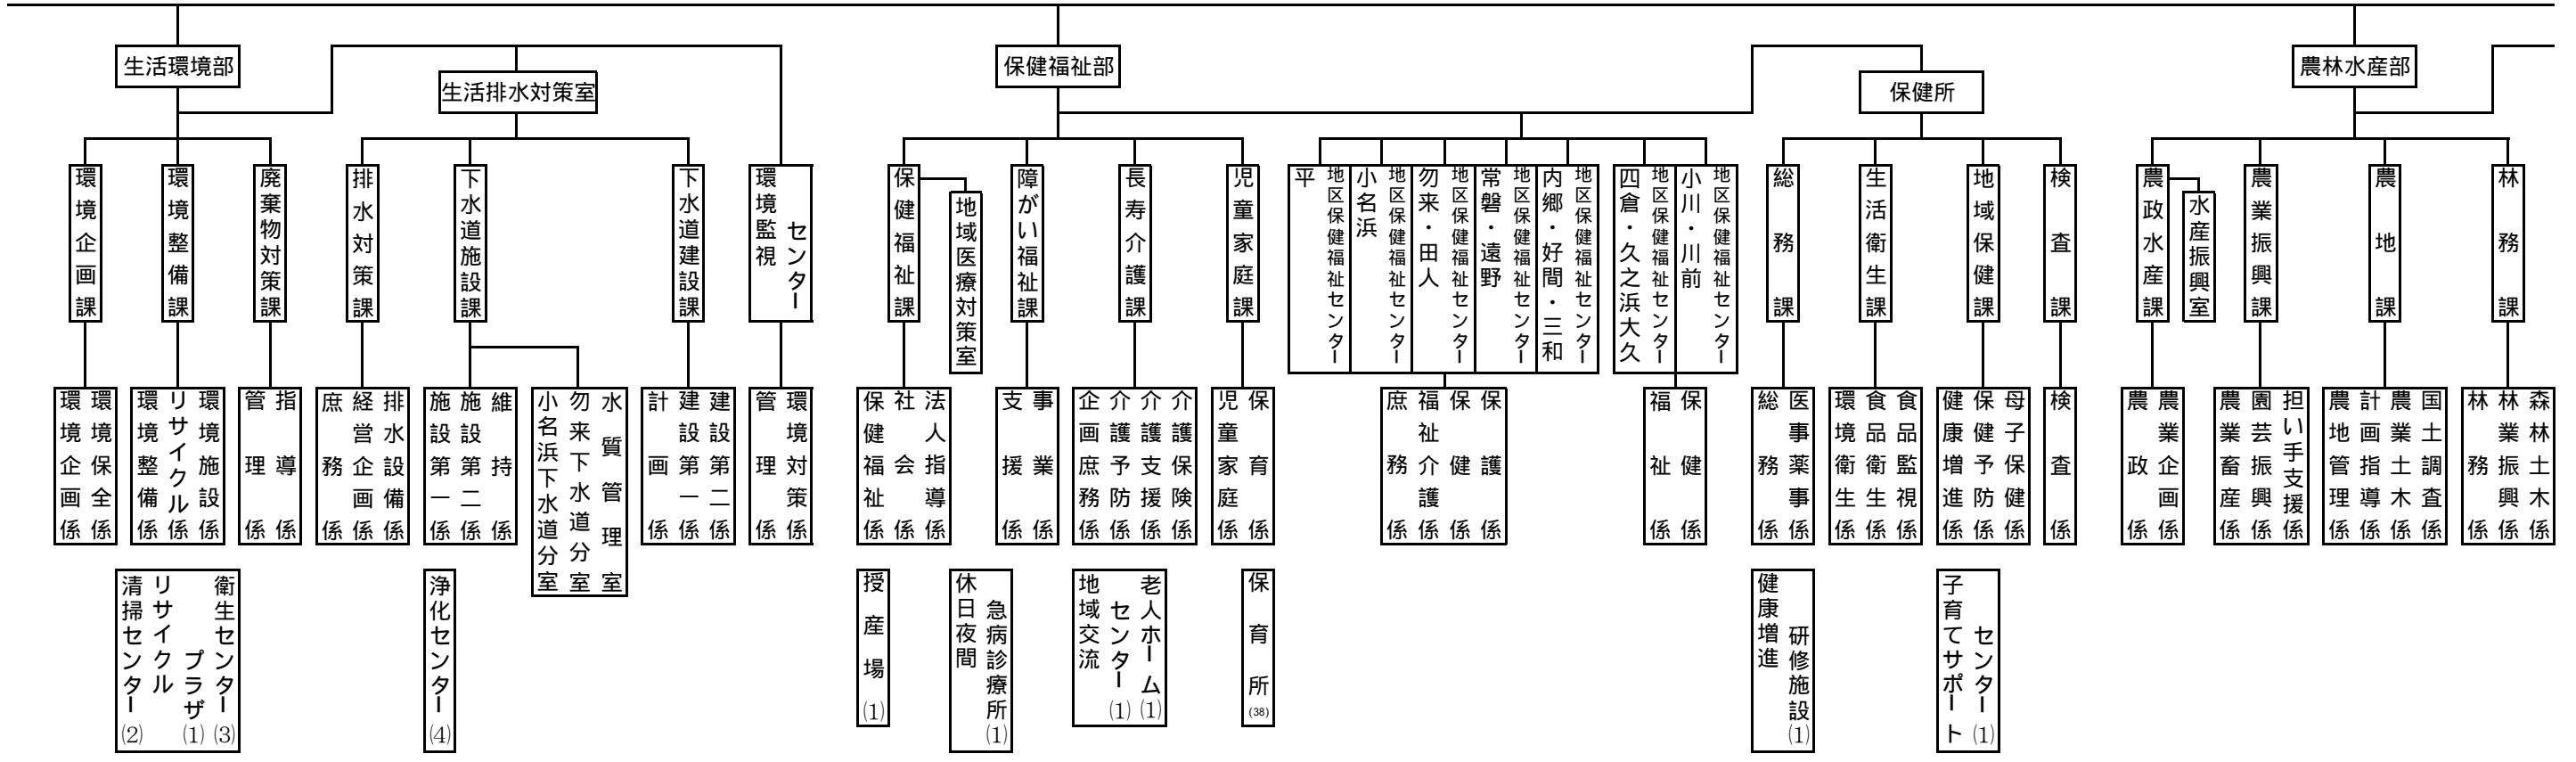 生活環境部
生活排水対策室
保健福祉部
保健所
農林水産部
環境企画課
環境整備課
廃棄物対策課
排水対策課
下水道施設課
下水道建設課
環境監視
センター
保健福祉課
地域医療対策室
障がい福祉課
長寿介護課
児童家庭課
平
地区保健福祉センター
小名浜
地区保健福祉センター
勿来・田人
地区保健福祉センター
常磐・遠野
地区保健福祉センター
内郷・好間・三和
地区保健福祉センター
四倉・久之浜大久
地区保健福祉センター
小川・川前
地区保健福祉センター
総務課
生活衛生課
地域保健課
検査課
農政水産課
水産振興室
農業振興課
農地課
林務課
環境企画係
環境保全係
環境整備係
リサイクル係
環境施設係
管理係
指導係
庶務係
経営企画係
排水設備係
施設第一係
施設第二係
維持係
小名浜下水道分室
勿来下水道分室
水質管理室
計画係
建設第一係
建設第二係
管理係
環境対策係
保健福祉係
社会係
法人指導係
支援係
事業係
企画庶務係
介護予防係
介護支援係
介護保険係
児童家庭係
保育係
庶務係
福祉介護係
保健係
保護係
福祉係
保健係
総務係
医事薬事係
環境衛生係
食品衛生係
食品監視係
健康増進係
保健予防係
母子保健係
検査係
農政係
農業企画係
農業畜産係
園芸振興係
担い手支援係
農地管理係
計画指導係
農業土木係
国土調査係
林務係
林業振興係
森林土木係
清掃センター(2)
リサイクル
プラザ(1)
衛生センター(3)
浄化センター(4)
授産場(1)
休日夜間
急病診療所(1)
地域交流
センター(1)
老人ホーム(1)
保育所(38)
健康増進
研修施設(1)
子育てサポート
センター(1)